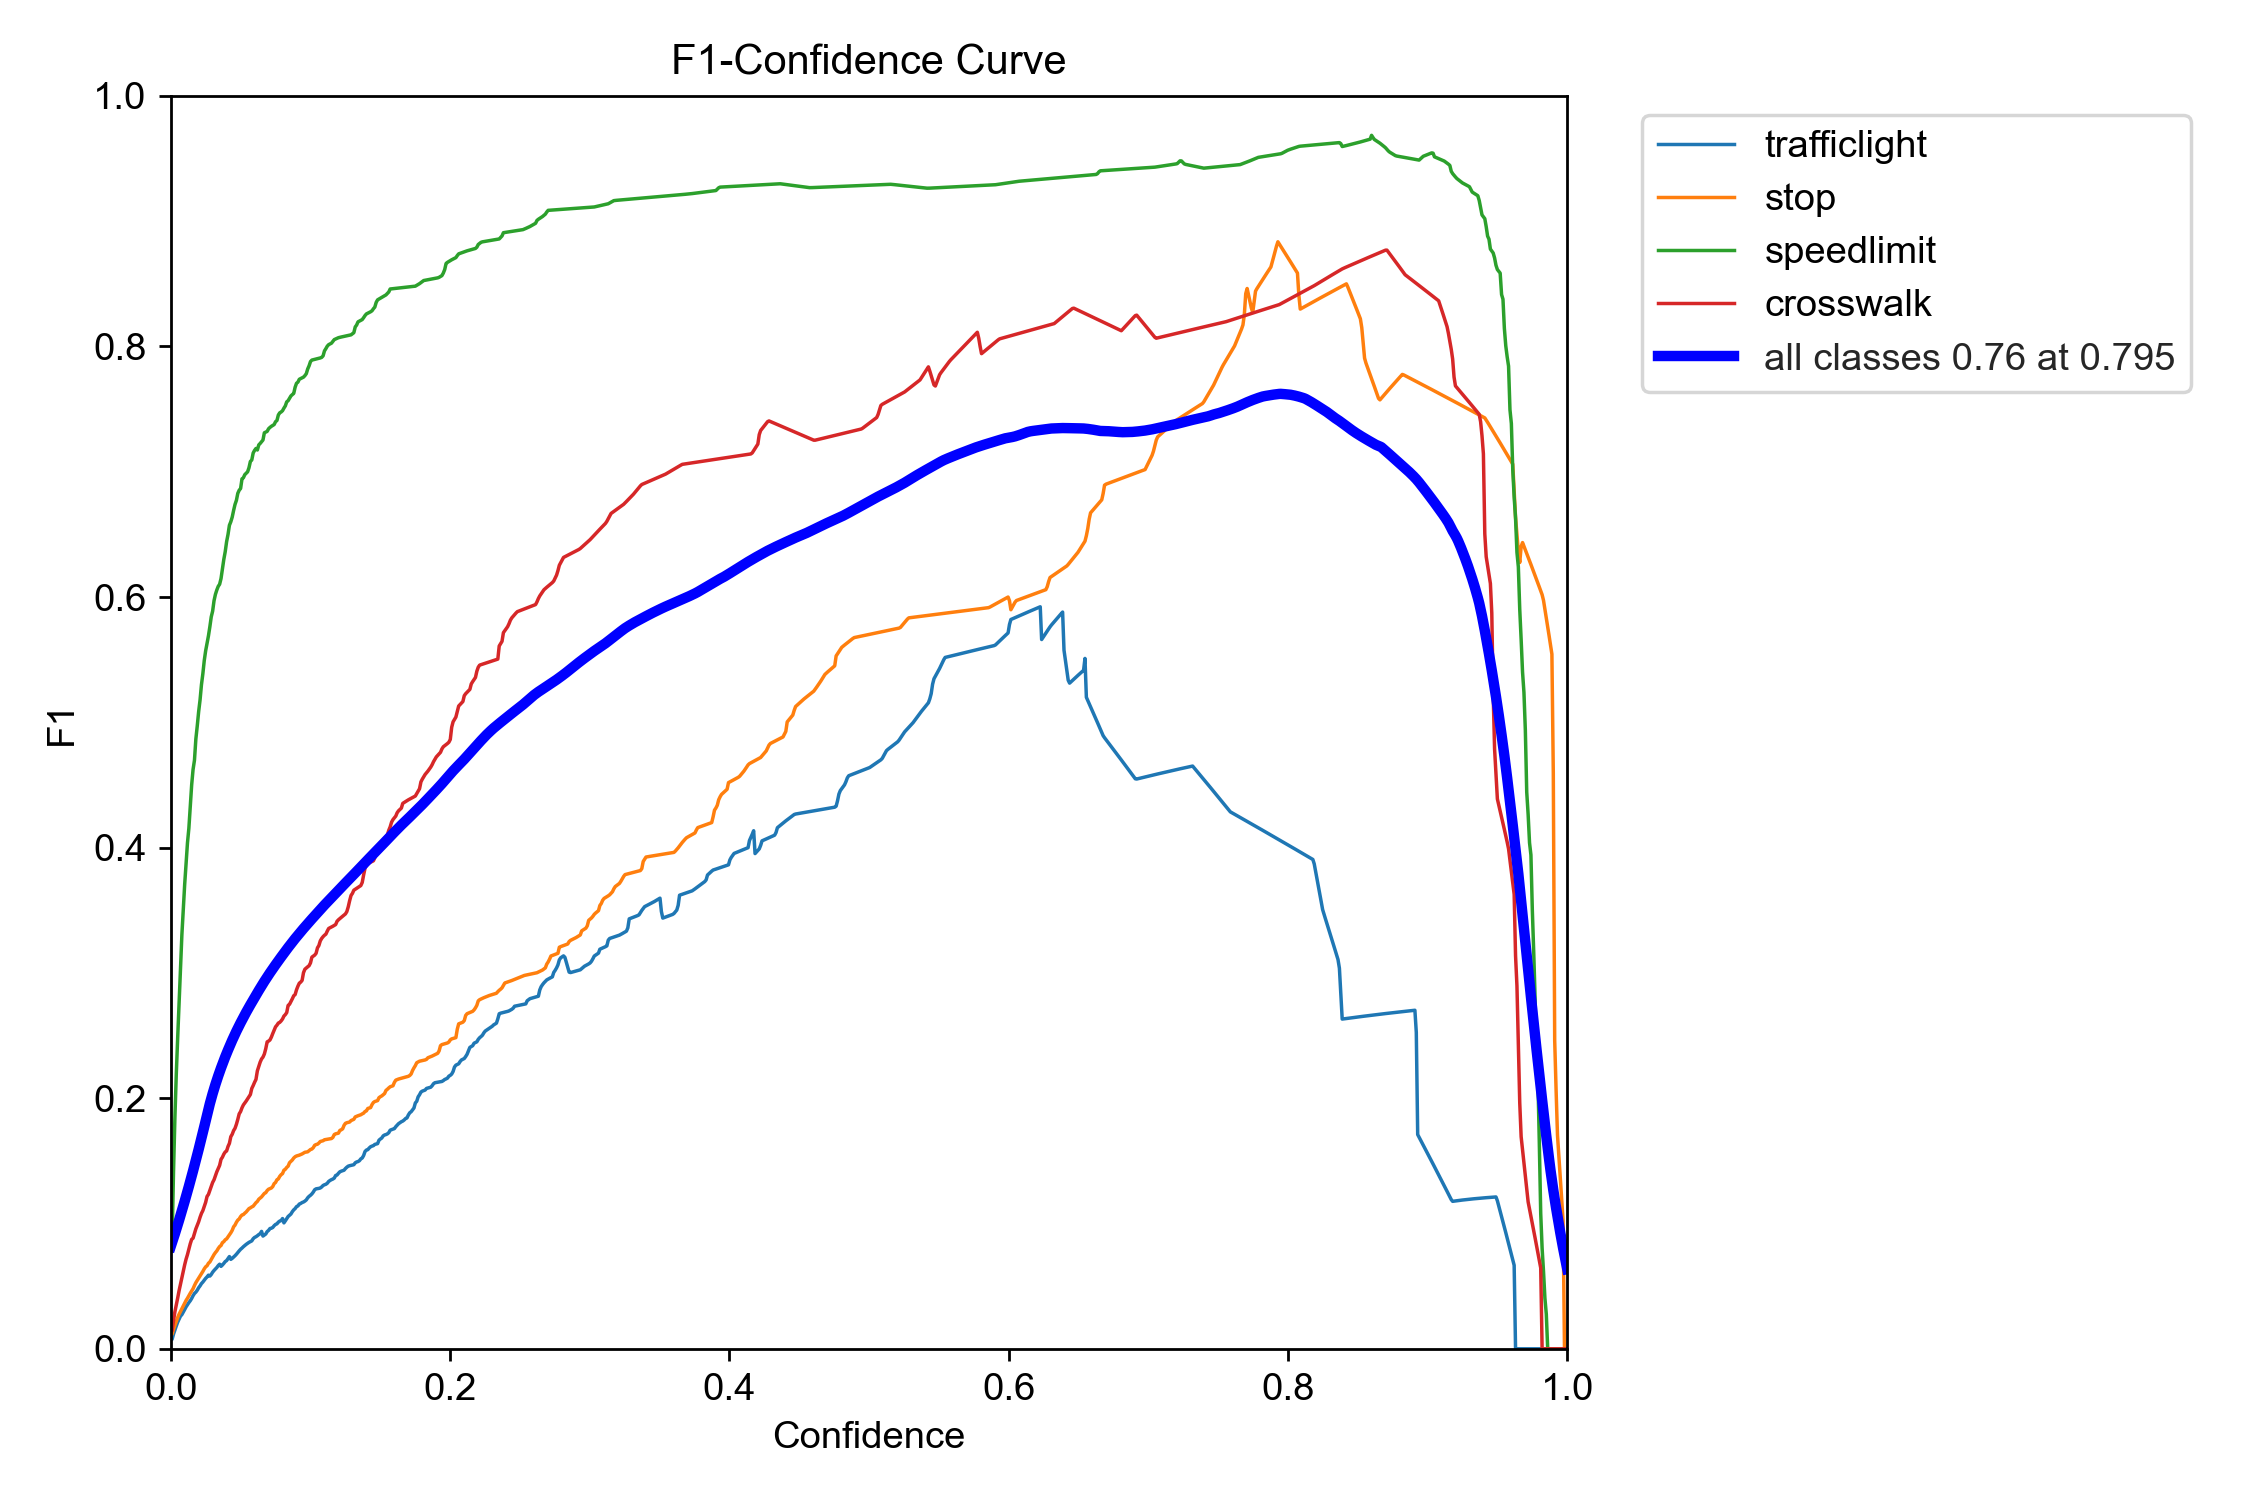 F1-Confidence Curve
1.0
0.8
0.6
0.4
0.2
0.0
F1
0.0 0.2 0.4 0.6 0.8 1.0
Confidence
trafficlight
stop
speedlimit
crosswalk
all classes 0.76 at 0.795